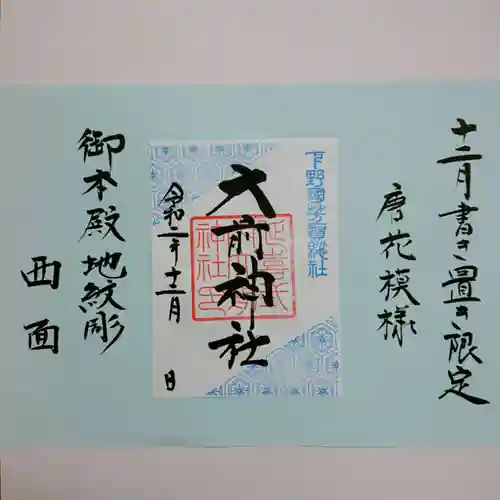 十二月書き置き限定
唐花模様
下野國芳賀総社
大前神社
令和二年十二月 日
御本殿地紋彫
西面